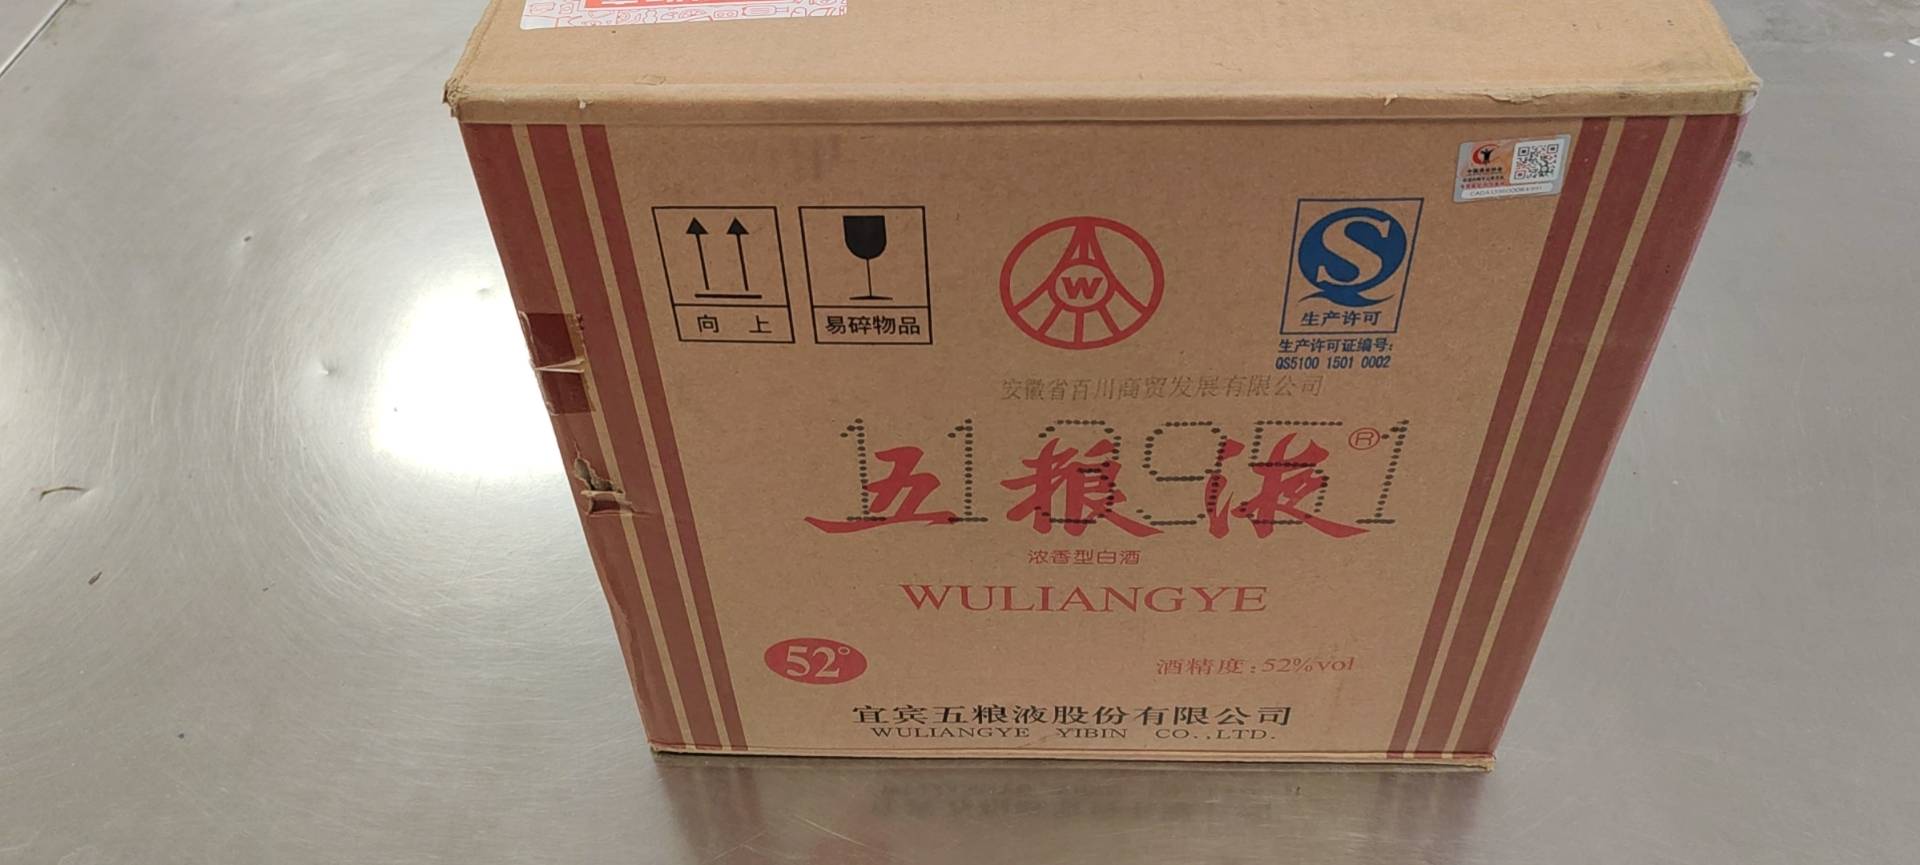 向 上
易碎物品
W
生产许可
生产许可证编号:
QS5100 1501 0002
安徽省百川商贸发展有限公司
113951
五粮液®
浓香型白酒
WULIANGYE
52°
酒精度:52%vol
宜宾五粮液股份有限公司
WULIANGYE YIBIN CO.,LTD.